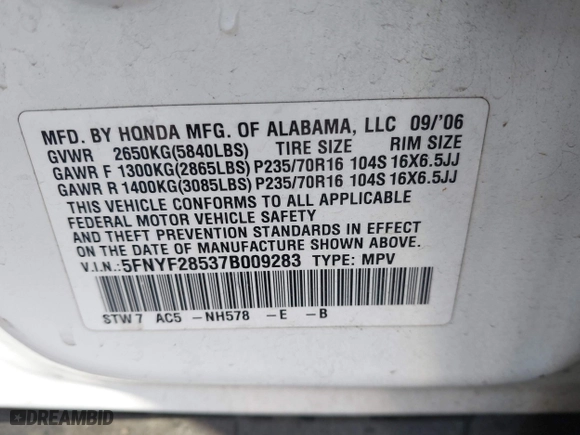 MFD. BY HONDA MFG. OF ALABAMA, LLC 09/'06
GVWR 2650KG(5840LBS) TIRE SIZE RIM SIZE
GAWR F 1300KG(2865LBS) P235/70R16 104S 16X6.5JJ
GAWR R 1400KG(3085LBS) P235/70R16 104S 16X6.5JJ
THIS VEHICLE CONFORMS TO ALL APPLICABLE
FEDERAL MOTOR VEHICLE SAFETY
AND THEFT PREVENTION STANDARDS IN EFFECT
ON THE DATE OF MANUFACTURE SHOWN ABOVE.
V.I.N.:5FNYF28537B009283 TYPE: MPV
STW7 AC5 -NH578 -E -B
DREAMBID